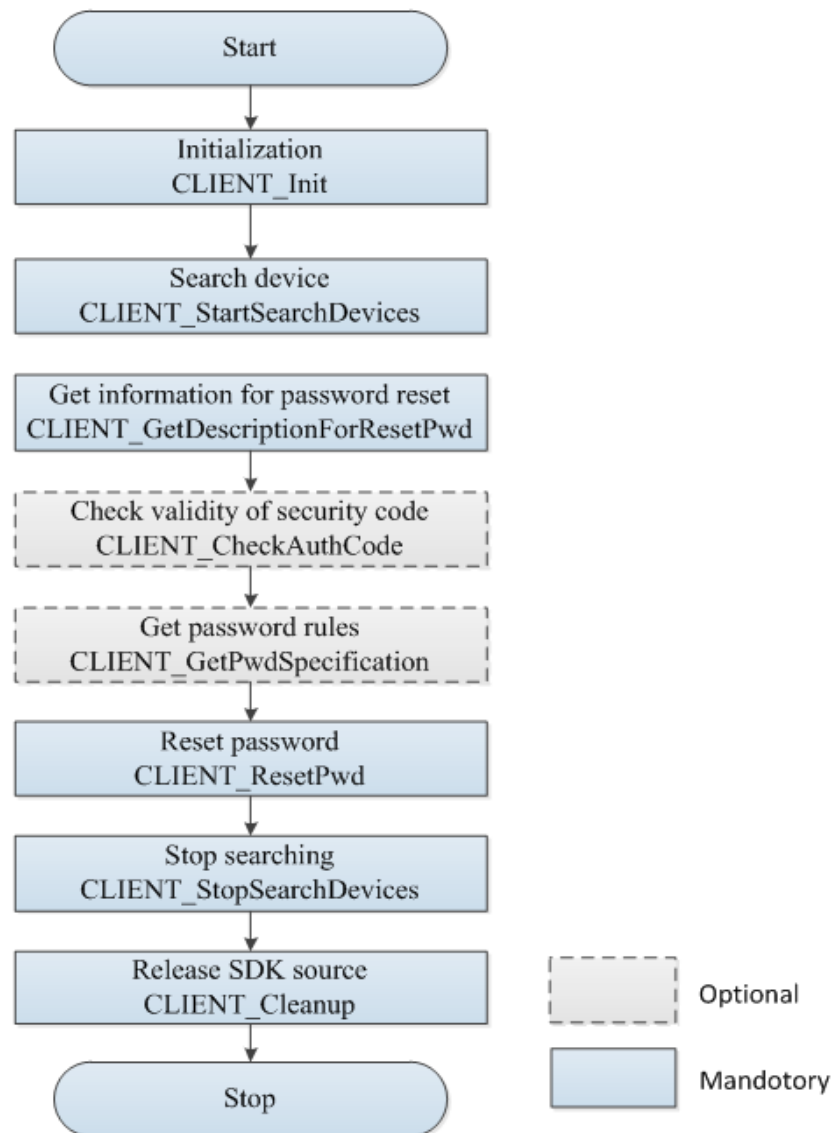 Start
Initialization
CLIENT_Init
Search device
CLIENT_StartSearchDevices
Get information for password reset
CLIENT_GetDescriptionForResetPwd
Check validity of security code
CLIENT_CheckAuthCode
Get password rules
CLIENT_GetPwdSpecification
Reset password
CLIENT_ResetPwd
Stop searching
CLIENT_StopSearchDevices
Release SDK source
CLIENT_Cleanup
Stop
Optional
Mandotory